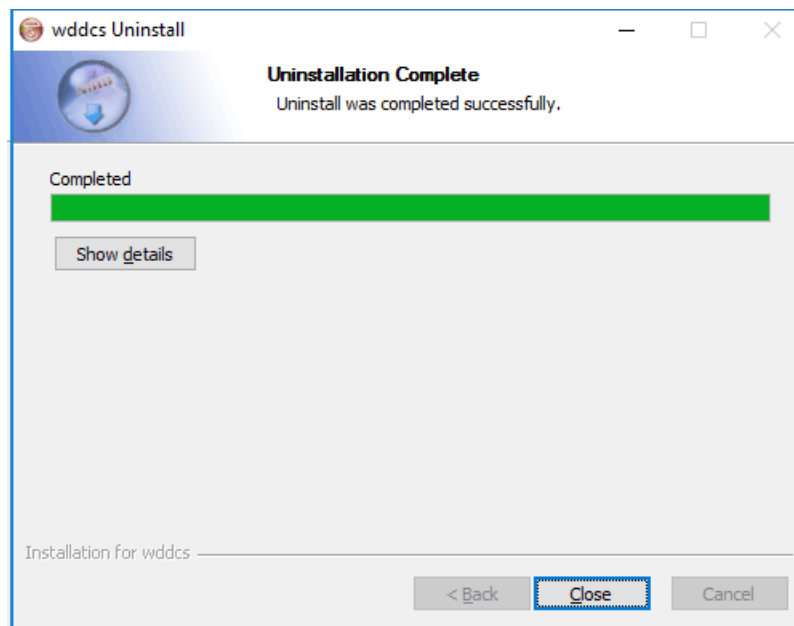 wddcs Uninstall
Uninstallation Complete
Uninstall was completed successfully.
Completed
Show details
Installation for wddcs
< Back
Close
Cancel